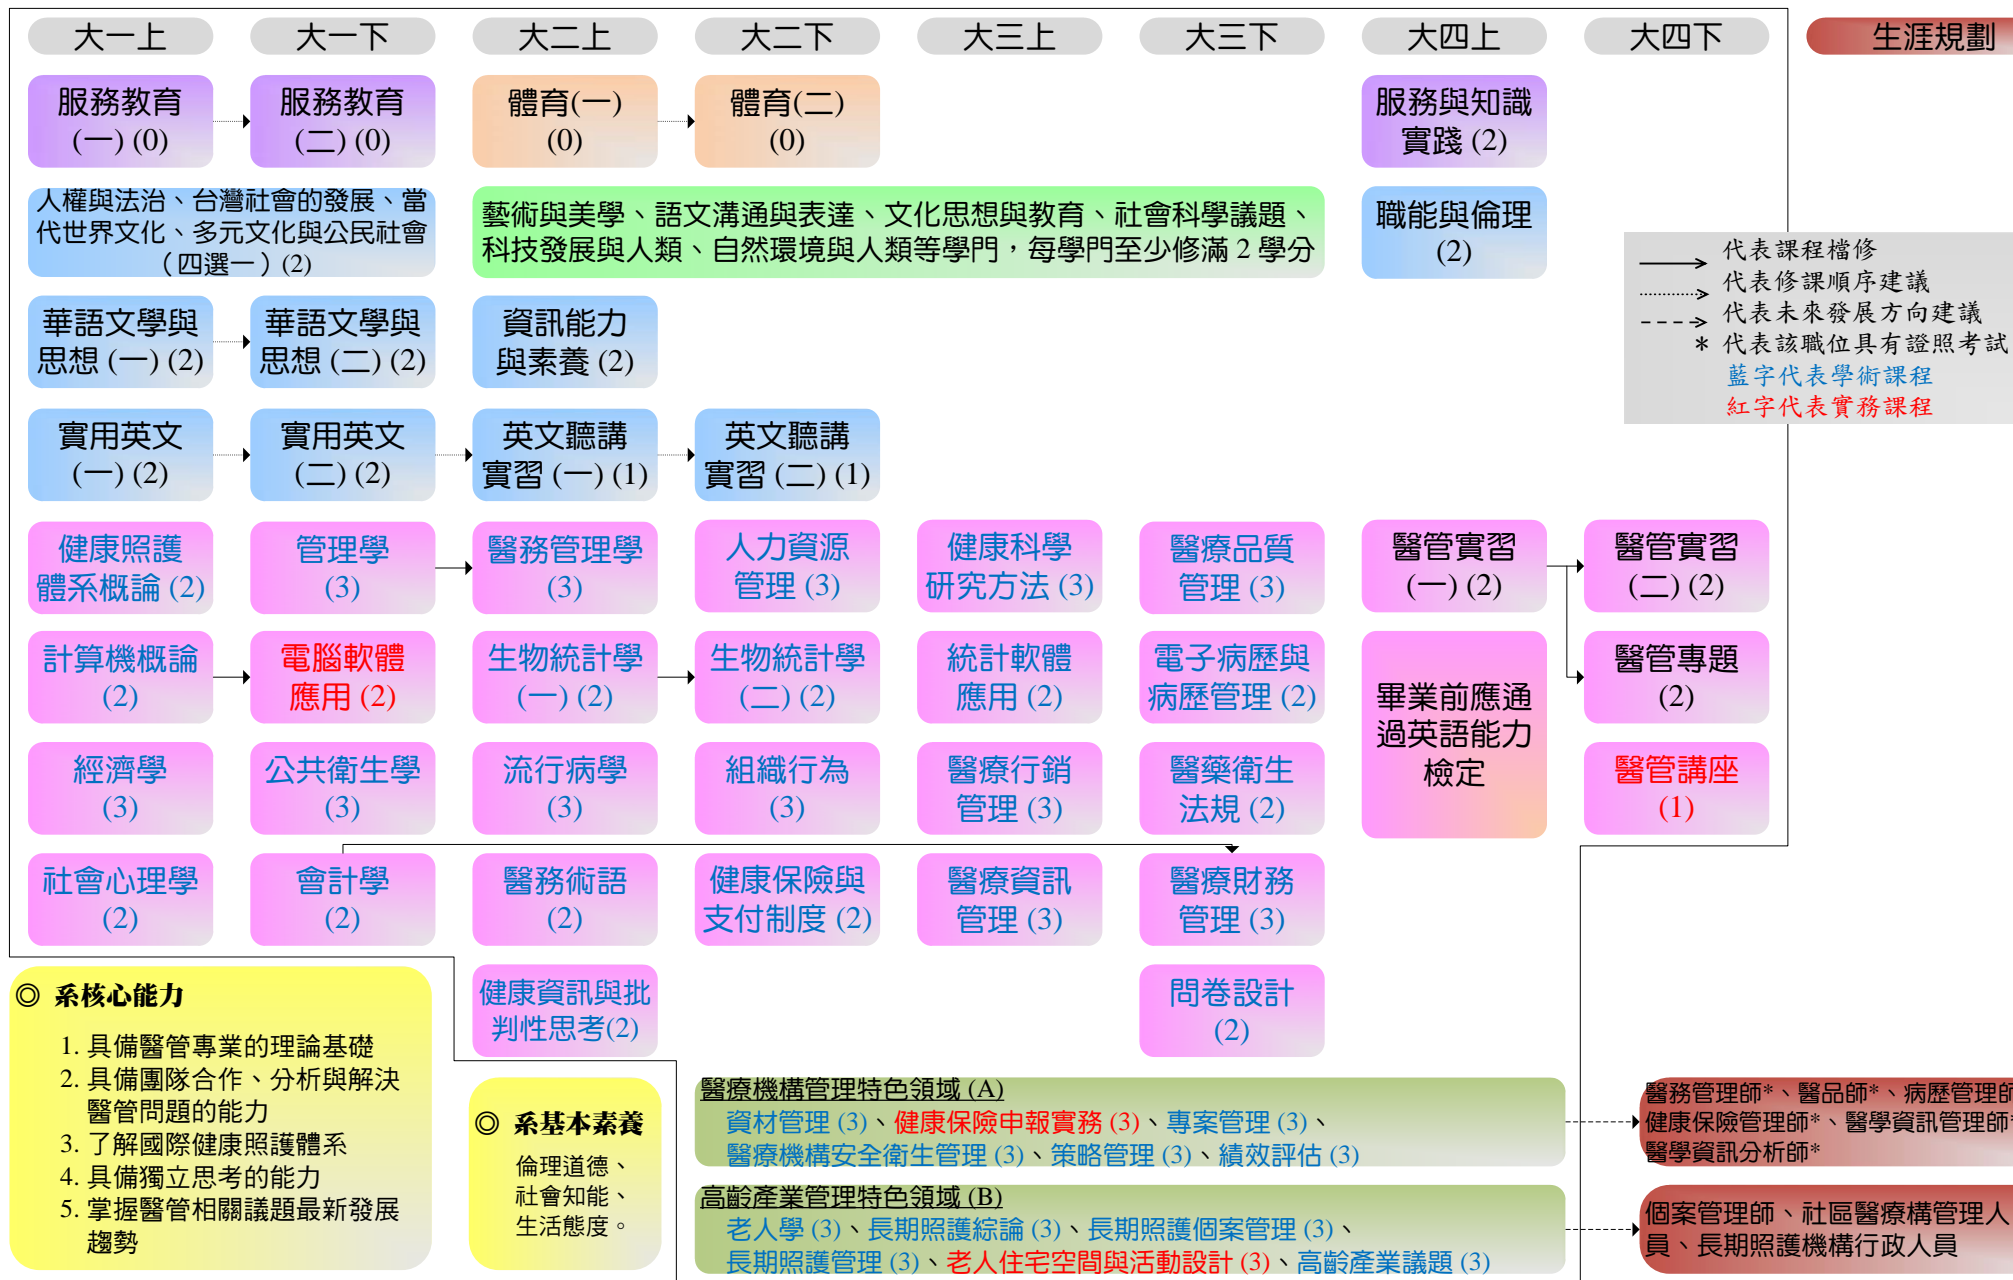 大一上
大一下
大二上
大二下
大三上
大三下
大四上
大四下
生涯規劃
服務教育
(一) (0)
服務教育
(二) (0)
體育(一)
(0)
體育(二)
(0)
服務與知識
實踐 (2)
人權與法治、台灣社會的發展、當
代世界文化、多元文化與公民社會
（四選一）(2)
藝術與美學、語文溝通與表達、文化思想與教育、社會科學議題、
科技發展與人類、自然環境與人類等學門，每學門至少修滿 2 學分
職能與倫理
(2)
代表課程檔修
代表修課順序建議
代表未來發展方向建議
* 代表該職位具有證照考試
藍字代表學術課程
紅字代表實務課程
華語文學與
思想 (一) (2)
華語文學與
思想 (二) (2)
資訊能力
與素養 (2)
實用英文
(一) (2)
實用英文
(二) (2)
英文聽講
實習 (一) (1)
英文聽講
實習 (二) (1)
健康照護
體系概論 (2)
管理學
(3)
醫務管理學
(3)
人力資源
管理 (3)
健康科學
研究方法 (3)
醫療品質
管理 (3)
醫管實習
(一) (2)
醫管實習
(二) (2)
計算機概論
(2)
電腦軟體
應用 (2)
生物統計學
(一) (2)
生物統計學
(二) (2)
統計軟體
應用 (2)
電子病歷與
病歷管理 (2)
畢業前應通
過英語能力
檢定
醫管專題
(2)
經濟學
(3)
公共衛生學
(3)
流行病學
(3)
組織行為
(3)
醫療行銷
管理 (3)
醫藥衛生
法規 (2)
醫管講座
(1)
社會心理學
(2)
會計學
(2)
醫務術語
(2)
健康保險與
支付制度 (2)
醫療資訊
管理 (3)
醫療財務
管理 (3)
健康資訊與批
判性思考(2)
問卷設計
(2)
◎ 系核心能力
1. 具備醫管專業的理論基礎
2. 具備團隊合作、分析與解決
醫管問題的能力
3. 了解國際健康照護體系
4. 具備獨立思考的能力
5. 掌握醫管相關議題最新發展
趨勢
◎ 系基本素養
倫理道德、
社會知能、
生活態度。
醫療機構管理特色領域 (A)
資材管理 (3)、健康保險申報實務 (3)、專案管理 (3)、
醫療機構安全衛生管理 (3)、策略管理 (3)、績效評估 (3)
醫務管理師*、醫品師*、病歷管理師
健康保險管理師*、醫學資訊管理師*
醫學資訊分析師*
高齡產業管理特色領域 (B)
老人學 (3)、長期照護綜論 (3)、長期照護個案管理 (3)、
長期照護管理 (3)、老人住宅空間與活動設計 (3)、高齡產業議題 (3)
個案管理師、社區醫療構管理人
員、長期照護機構行政人員